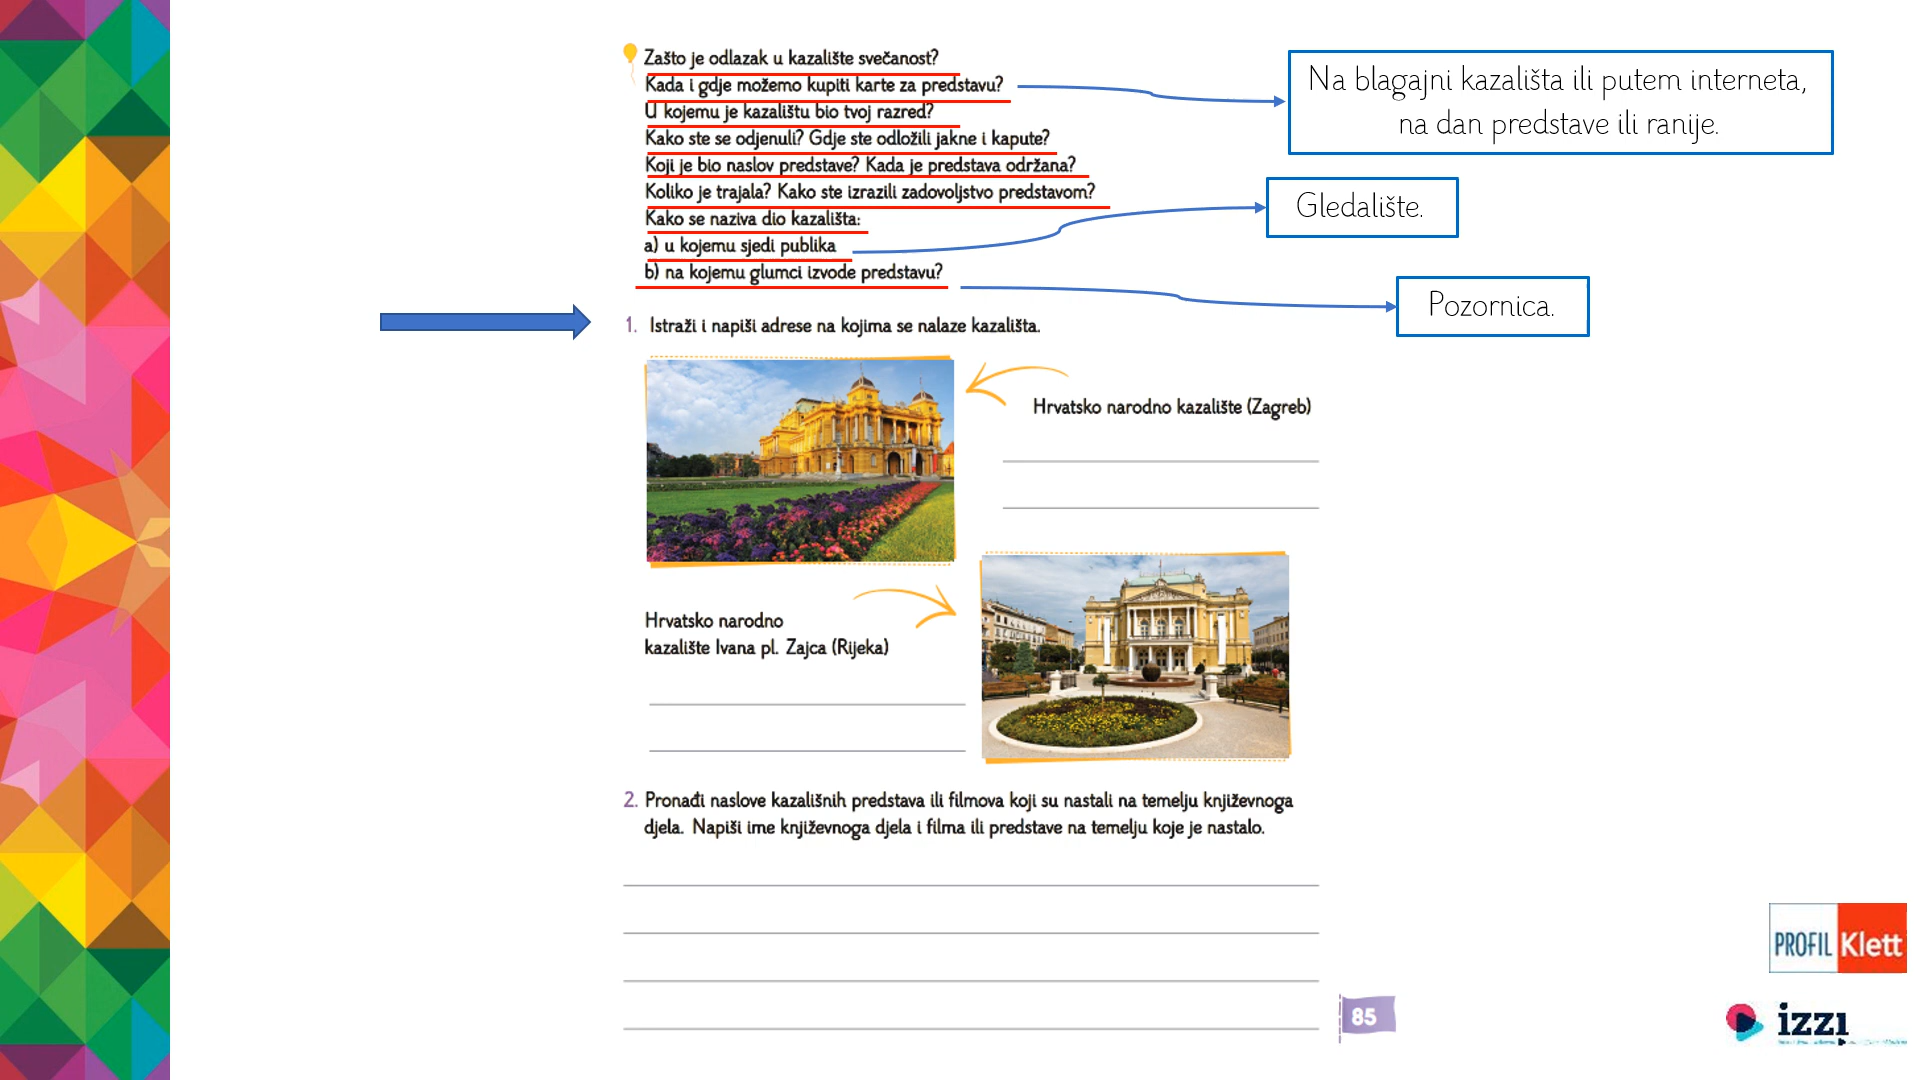 Zašto je odlazak u kazalište svečanost?
Kada i gdje možemo kupiti karte za predstavu?
U kojemu je kazalištu bio tvoj razred?
Kako ste se odjenuli? Gdje ste odložili jakne i kapute?
Koji je bio naslov predstave? Kada je predstava održana?
Koliko je trajala? Kako ste izrazili zadovoljstvo predstavom?
Kako se naziva dio kazališta:
a) u kojemu sjedi publika
b) na kojemu glumci izvode predstavu?
Na blagajni kazališta ili putem interneta,
na dan predstave ili ranije.
Gledalište.
Pozornica.
1. Istraži i napiši adrese na kojima se nalaze kazališta.
Hrvatsko narodno kazalište (Zagreb)
Hrvatsko narodno
kazalište Ivana pl. Zajca (Rijeka)
2. Pronađi naslove kazališnih predstava ili filmova koji su nastali na temelju književnoga
djela. Napiši ime književnoga djela i filma ili predstave na temelju koje je nastalo.
85
PROFIL Klett
izzi